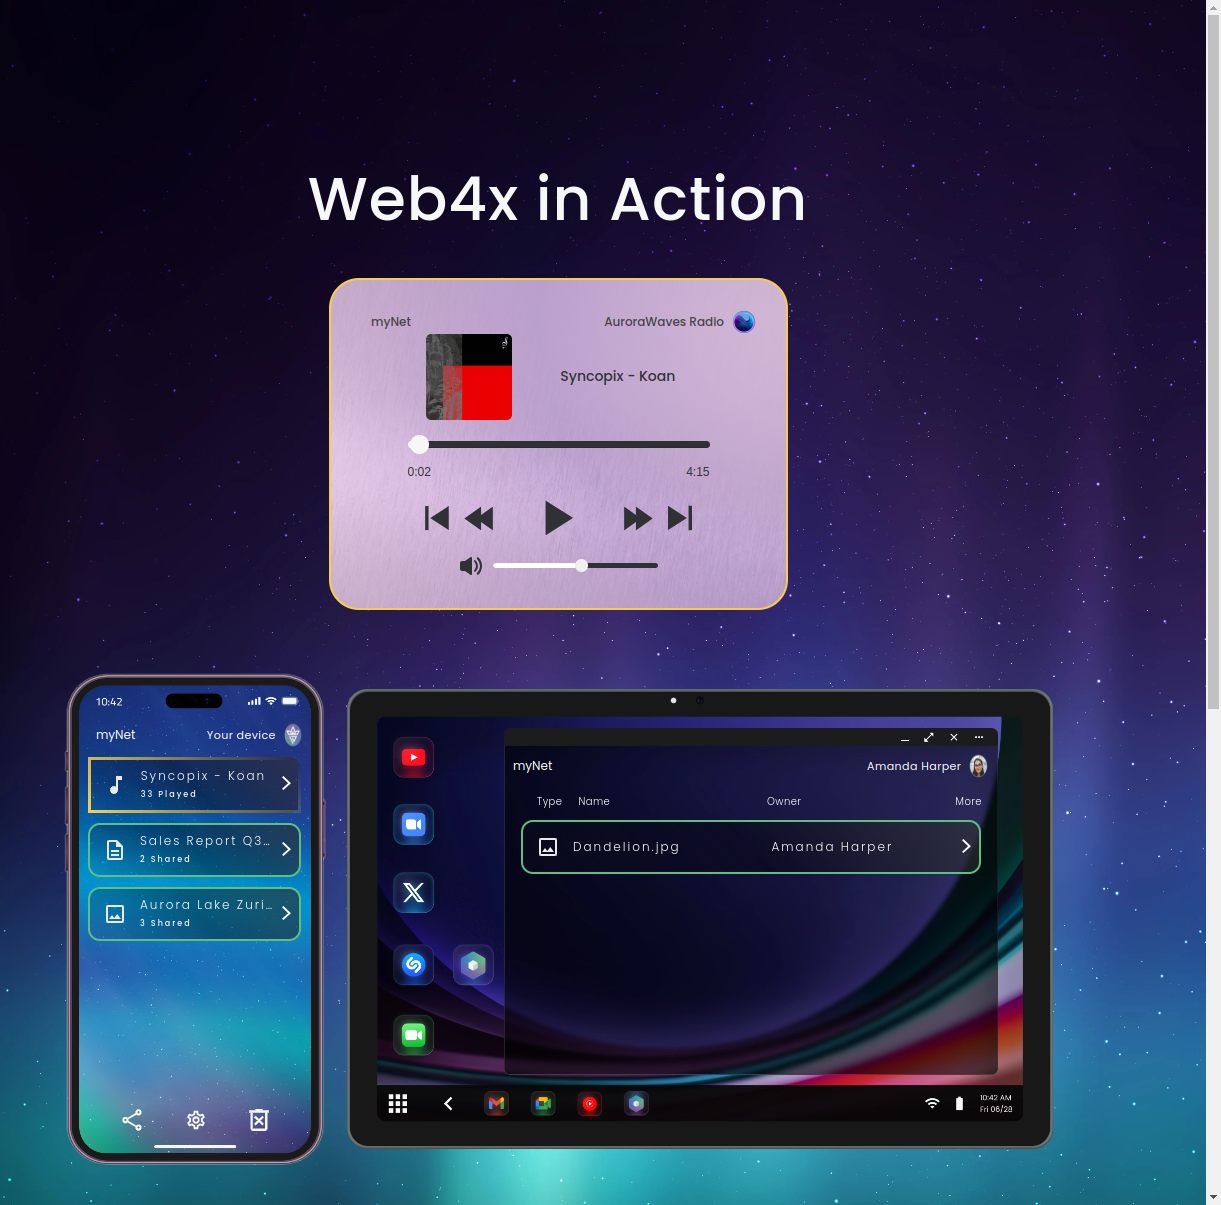 Web4x in Action
myNet
AuroraWaves Radio
Syncopix - Koan
0:02
4:15
10:42
myNet
Your device
Syncopix - Koan
33 Played
Sales Report Q3...
2 Shared
Aurora Lake Zuri...
3 Shared
myNet
Amanda Harper
Type
Name
Owner
More
Dandelion.jpg
Amanda Harper
10:42 AM
Fri 06/28